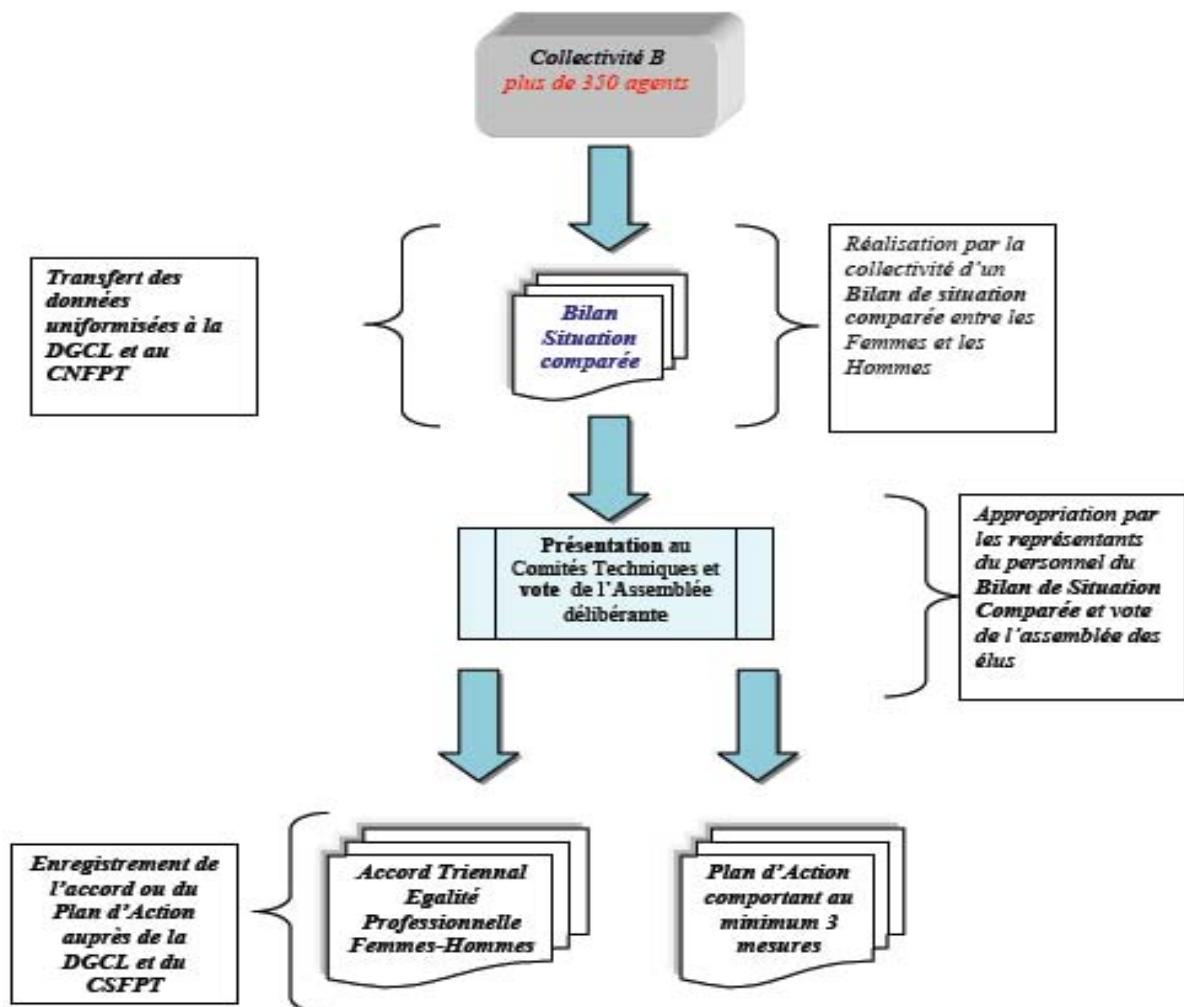 Collectivité B
plus de 350 agents
Transfert des
données
uniformisées à la
DGCL et au
CNFPT
Bilan
Situation
comparée
Réalisation par la
collectivité d'un
Bilan de situation
comparée entre les
Femmes et les
Hommes
Présentation au
Comités Techniques et
vote de l'Assemblée
délibérante
Appropriation par
les représentants
du personnel du
Bilan de Situation
Comparée et vote
de l'assemblée des
élus
Enregistrement de
l'accord ou du
Plan d'Action
auprès de la
DGCL et du
CSFPT
Accord Triennal
Egalité
Professionnelle
Femmes-Hommes
Plan d'Action
comportant au
minimum 3
mesures